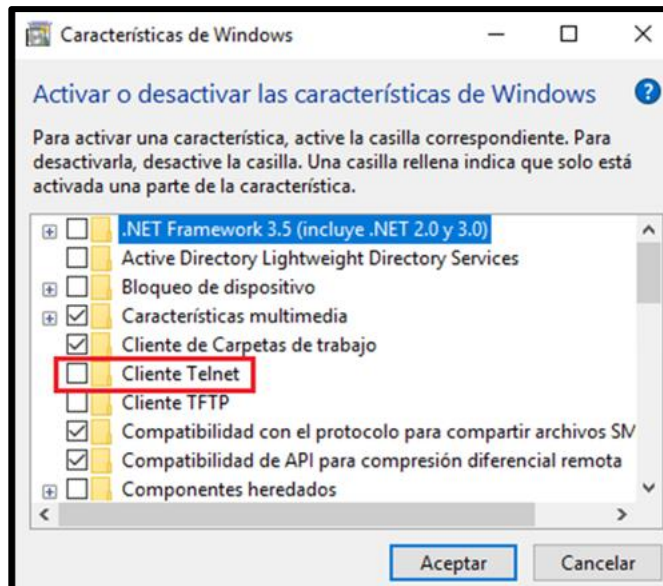 Características de Windows
Activar o desactivar las características de Windows
Para activar una característica, active la casilla correspondiente. Para
desactivarla, desactive la casilla. Una casilla rellena indica que solo está
activada una parte de la característica.
.NET Framework 3.5 (incluye .NET 2.0 y 3.0)
Active Directory Lightweight Directory Services
Bloqueo de dispositivo
Características multimedia
Cliente de Carpetas de trabajo
Cliente Telnet
Cliente TFTP
Compatibilidad con el protocolo para compartir archivos SM
Compatibilidad de API para compresión diferencial remota
Componentes heredados
Aceptar
Cancelar